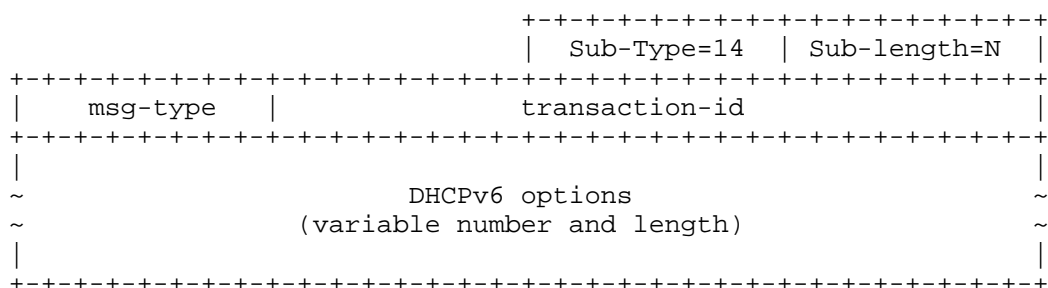 +-+-+-+-+-+-+-+-+-+-+-+-+-+-+-+-+
| Sub-Type=14 | Sub-length=N |
+-+-+-+-+-+-+-+-+-+-+-+-+-+-+-+-+-+-+-+-+-+-+-+-+-+-+-+-+-+-+-+-+
| msg-type | transaction-id |
+-+-+-+-+-+-+-+-+-+-+-+-+-+-+-+-+-+-+-+-+-+-+-+-+-+-+-+-+-+-+-+-+
| |
~ DHCPv6 options ~
~ (variable number and length) ~
| |
+-+-+-+-+-+-+-+-+-+-+-+-+-+-+-+-+-+-+-+-+-+-+-+-+-+-+-+-+-+-+-+-+